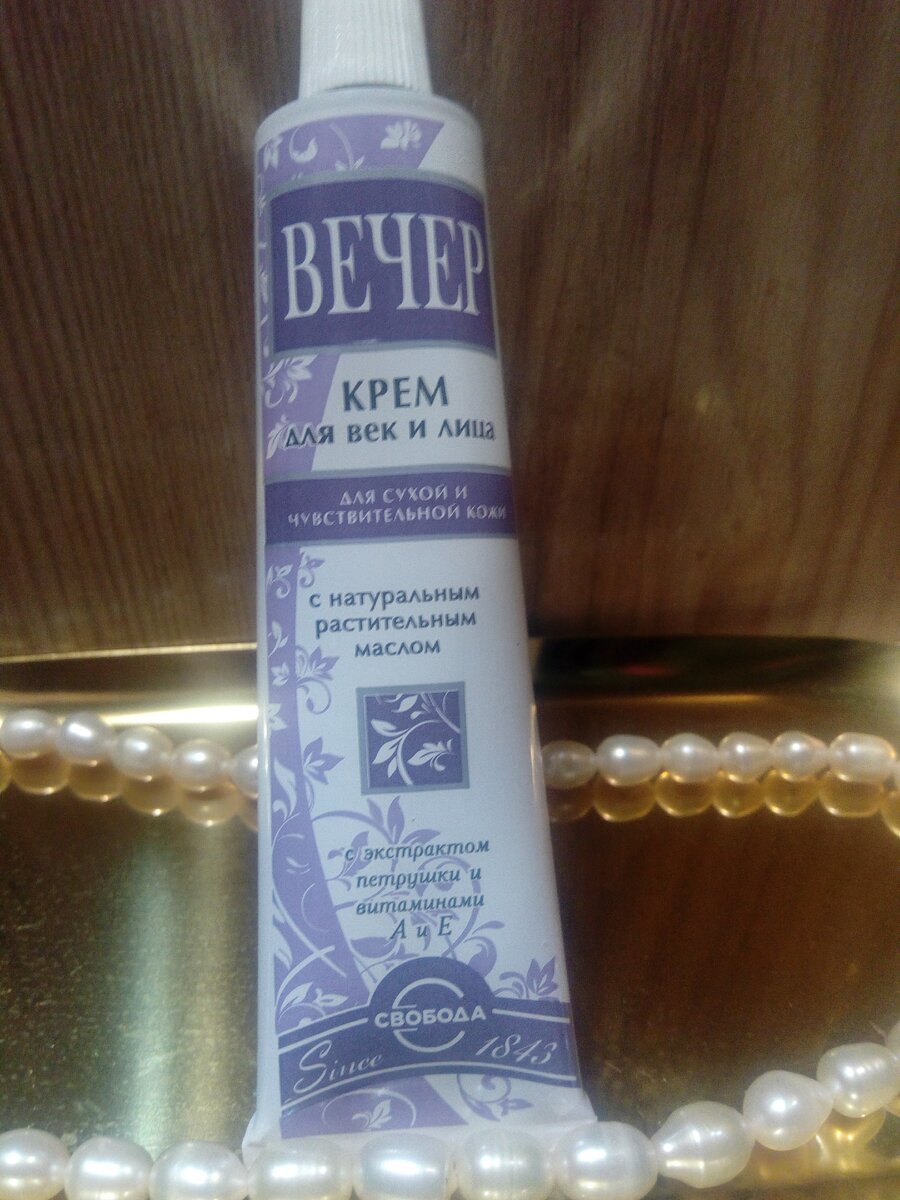 ВЕЧЕР
КРЕМ
для век и лица
для сухой и
чувствительной кожи
с натуральным
растительным
маслом
с экстрактом
петрушки и
витаминами
А и Е
СВОБОДА
Since 1843